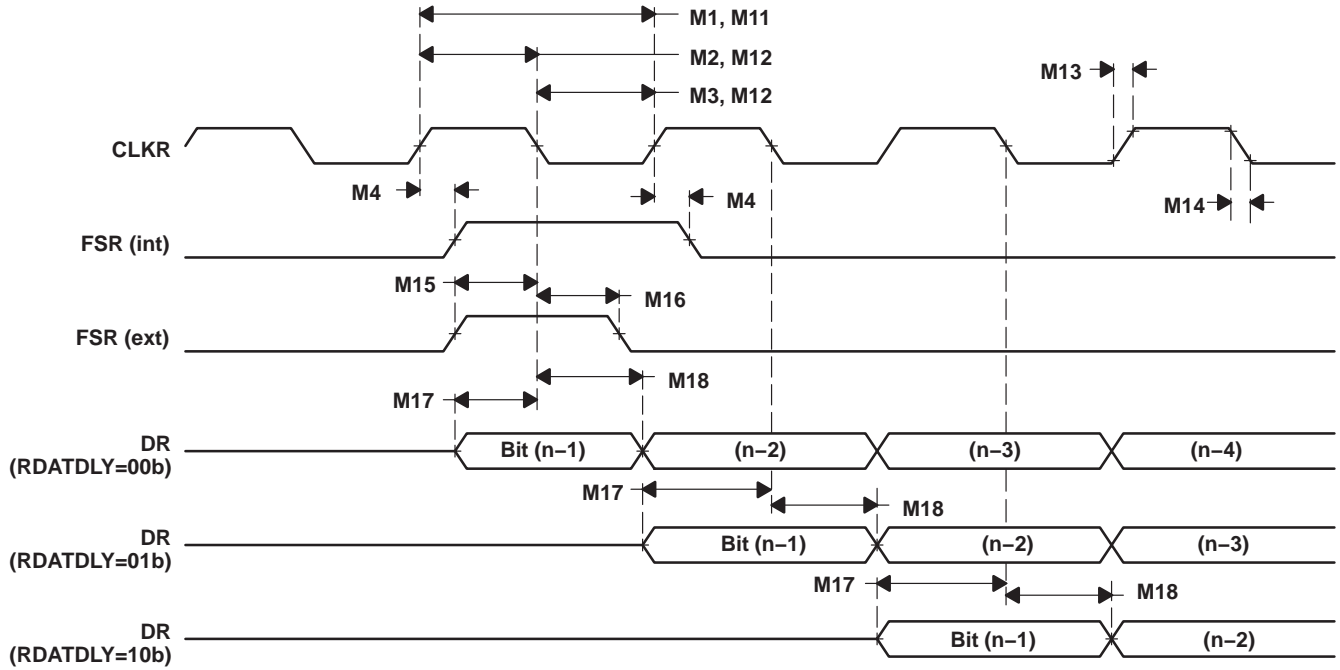 M1, M11
M2, M12
M13
M3, M12
CLKR
M4
M4
M14
FSR (int)
M15
M16
FSR (ext)
M18
M17
DR
(RDATDLY=00b)
Bit (n−1)
(n−2)
(n−3)
(n−4)
M17
M18
DR
(RDATDLY=01b)
Bit (n−1)
(n−2)
(n−3)
M17
M18
DR
(RDATDLY=10b)
Bit (n−1)
(n−2)